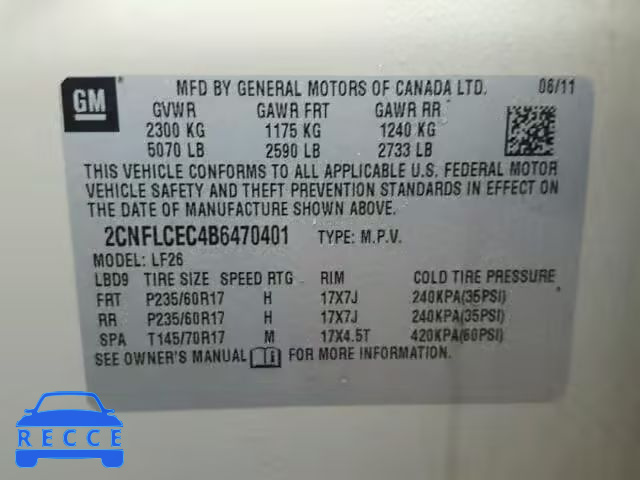 GM
MFD BY GENERAL MOTORS OF CANADA LTD. 06/11
GVWR GAWR FRT GAWR RR
2300 KG 1175 KG 1240 KG
5070 LB 2590 LB 2733 LB
THIS VEHICLE CONFORMS TO ALL APPLICABLE U.S. FEDERAL MOTOR
VEHICLE SAFETY AND THEFT PREVENTION STANDARDS IN EFFECT ON
THE DATE OF MANUFACTURE SHOWN ABOVE.
2CNFLCEC4B6470401 TYPE: M.P.V.
MODEL: LF26
LBD9 TIRE SIZE SPEED RTG RIM COLD TIRE PRESSURE
FRT P235/60R17 H 17X7J 240KPA(35PSI)
RR P235/60R17 H 17X7J 240KPA(35PSI)
SPA T145/70R17 M 17X4.5T 420KPA(60PSI)
SEE OWNER'S MANUAL FOR MORE INFORMATION.
RECCE